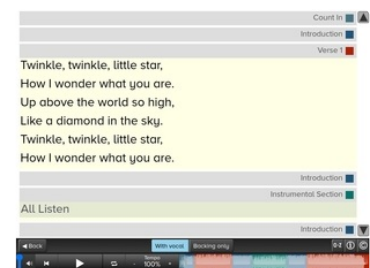 Count In
Introduction
Verse 1
Twinkle, twinkle, little star,
How I wonder what you are.
Up above the world so high,
Like a diamond in the sky.
Twinkle, twinkle, little star,
How I wonder what you are.
Introduction
Instrumental Section
All Listen
Introduction
Back With vocal Backing only
Tempo
- 100% +